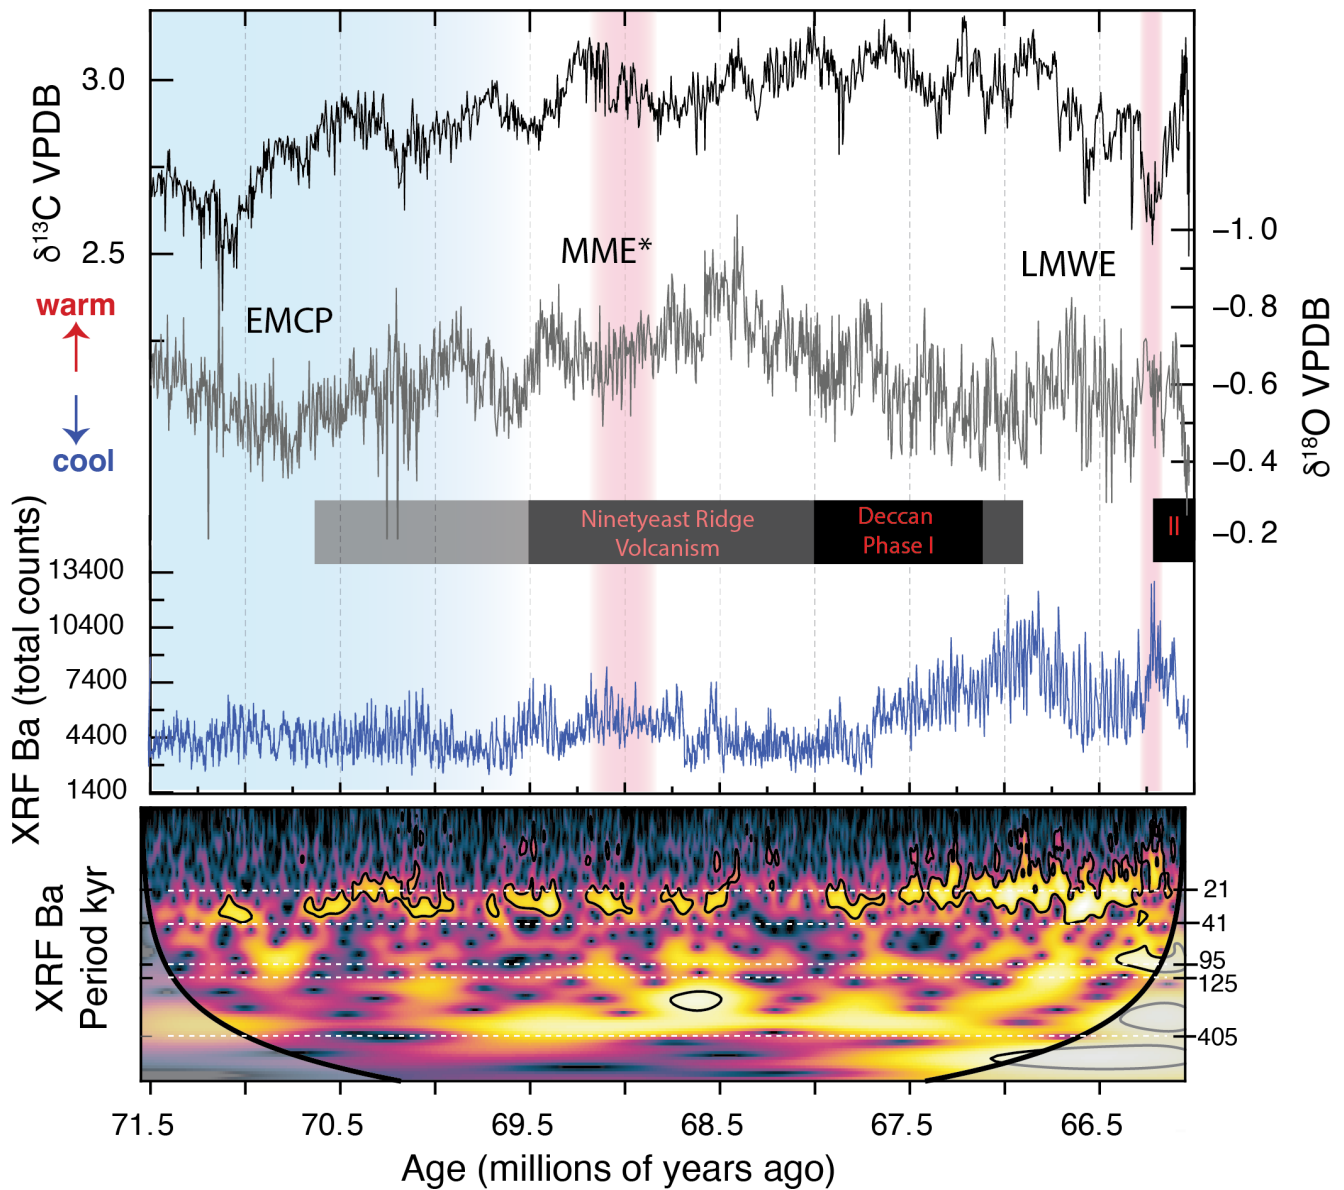 3.0
2.5
δ13C VPDB
warm
cool
EMCP
MME*
LMWE
−1.0
−0.8
−0.6
−0.4
−0.2
δ18O VPDB
Ninetyeast Ridge
Volcanism
Deccan
Phase I
II
13400
10400
7400
4400
1400
XRF Ba (total counts)
XRF Ba
Period kyr
21
41
95
125
405
71.5
70.5
69.5
68.5
67.5
66.5
Age (millions of years ago)